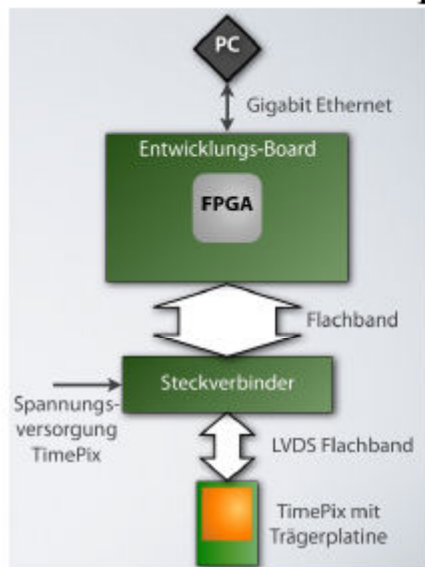 PC
Gigabit Ethernet
Entwicklungs-Board
FPGA
Flachband
Steckverbinder
Spannungs-
versorgung
TimePix
LVDS Flachband
TimePix mit
Trägerplatine